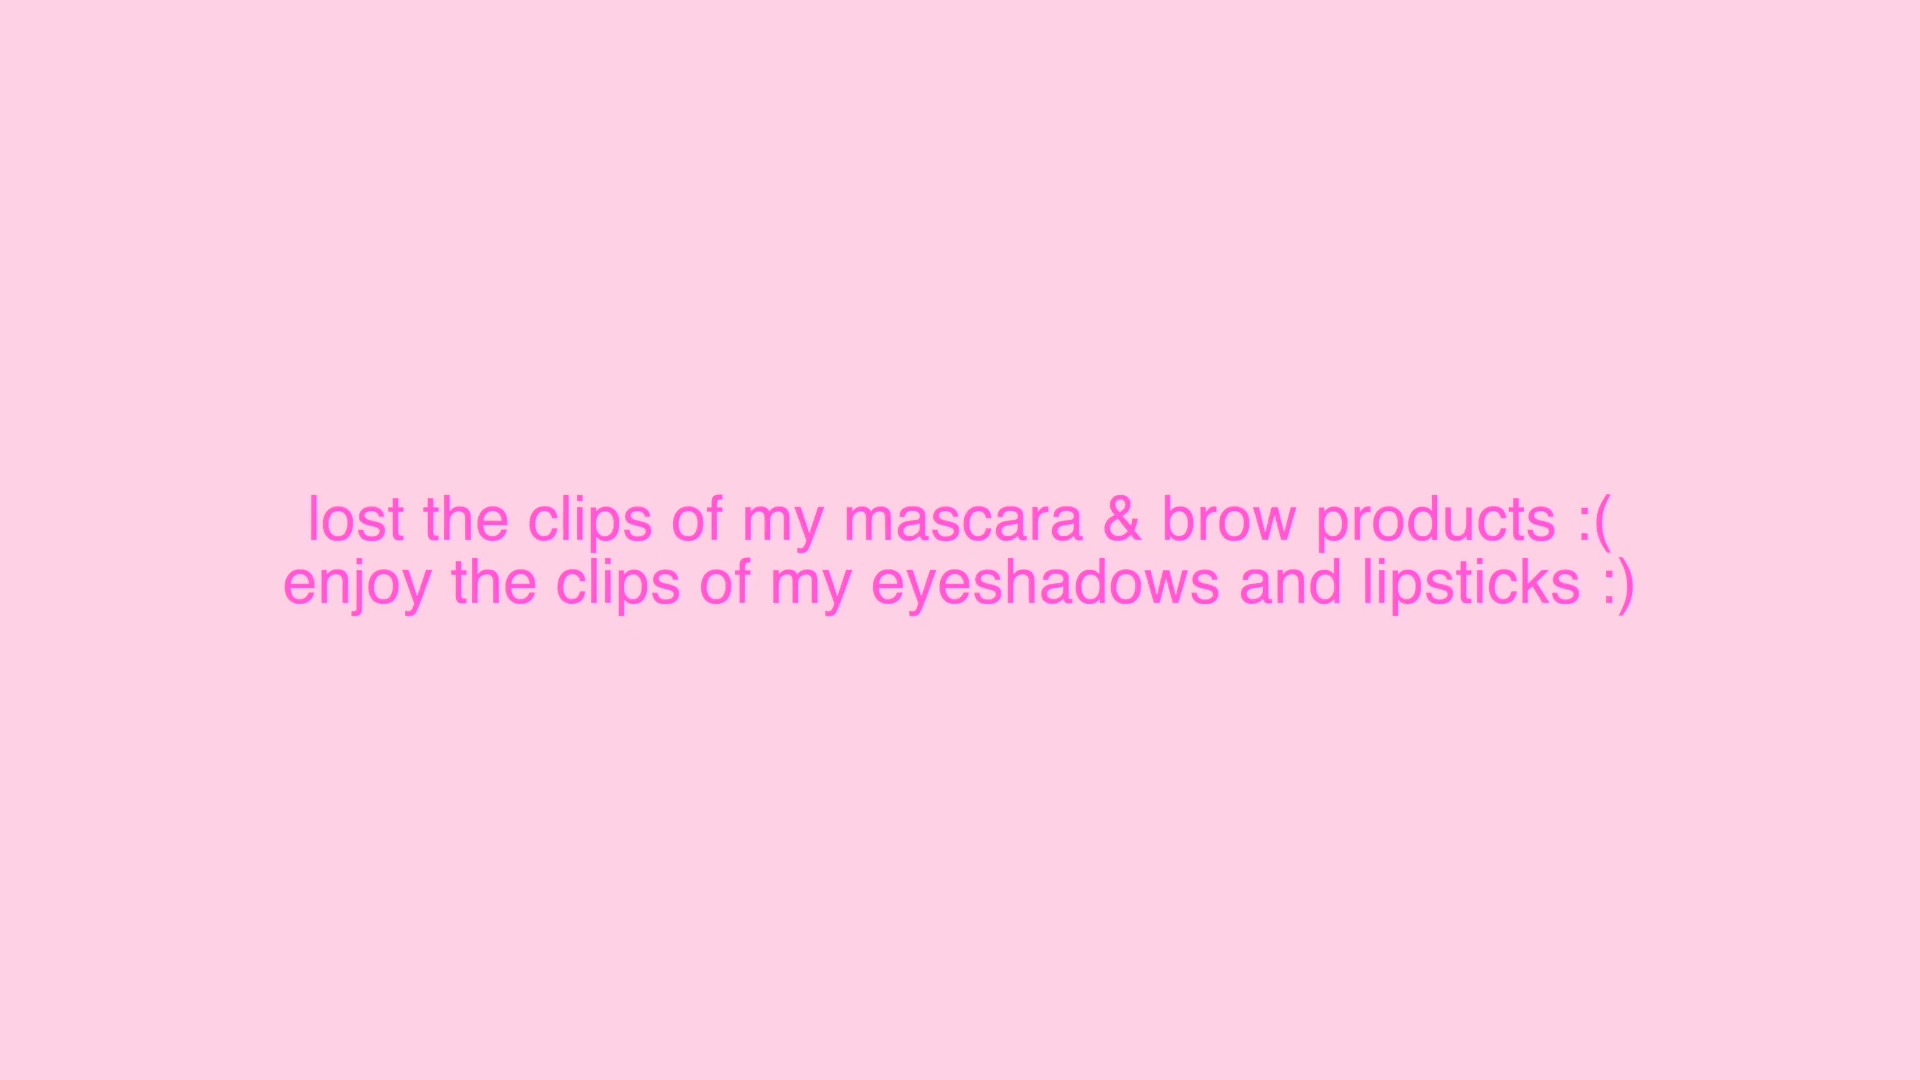 lost the clips of my mascara & brow products :(
enjoy the clips of my eyeshadows and lipsticks :)